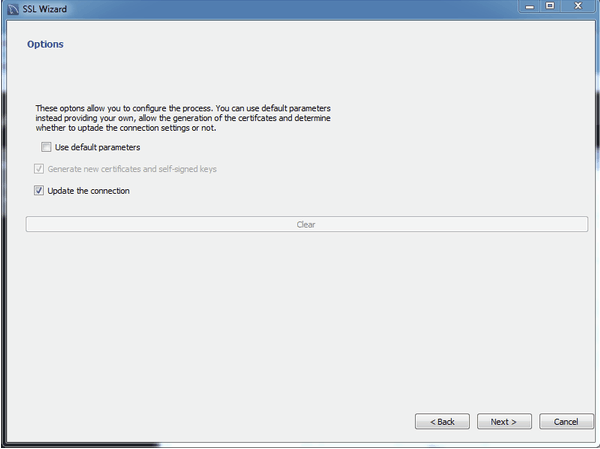 SSL Wizard
Options
These optons allow you to configure the process. You can use default parameters
instead providing your own, allow the generation of the certifcates and determine
whether to uptade the connection settings or not.
Use default parameters
Generate new certificates and self-signed keys
Update the connection
Clear
< Back Next > Cancel